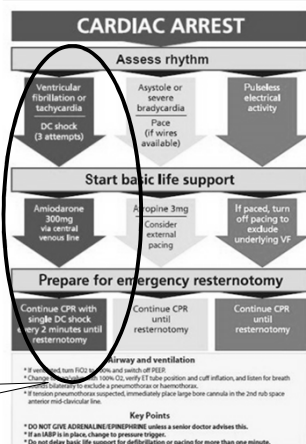 CARDIAC ARREST
Assess rhythm
Ventricular
fibrillation or
tachycardia
DC shock
(3 attempts)
Asystole or
severe
bradycardia
Pace
(if wires
available)
Pulseless
electrical
activity
Start basic life support
Amiodarone
300mg
via central
venous line
Atropine 3mg
Consider
external
pacing
If paced, turn
off pacing to
exclude
underlying VF
Prepare for emergency resternotomy
Continue CPR with
single DC shock
every 2 minutes until
resternotomy
Continue CPR
until
resternotomy
Continue CPR
until
resternotomy
Airway and ventilation
* If ventilated, turn FiO2 to 100% and switch off PEEP.
* Change to bag/valve with 100% O2, verify ET tube position and cuff inflation, and listen for breath
sounds bilaterally to exclude a pneumothorax or haemothorax.
* If tension pneumothorax suspected, immediately place large bore cannula in the 2nd rib space
anterior mid-clavicular line.
Key Points
* DO NOT GIVE ADRENALINE/EPINEPHRINE unless a senior doctor advises this.
* If an IABP is in place, change to pressure trigger.
* Do not delay basic life support for defibrillation or pacing for more than one minute.